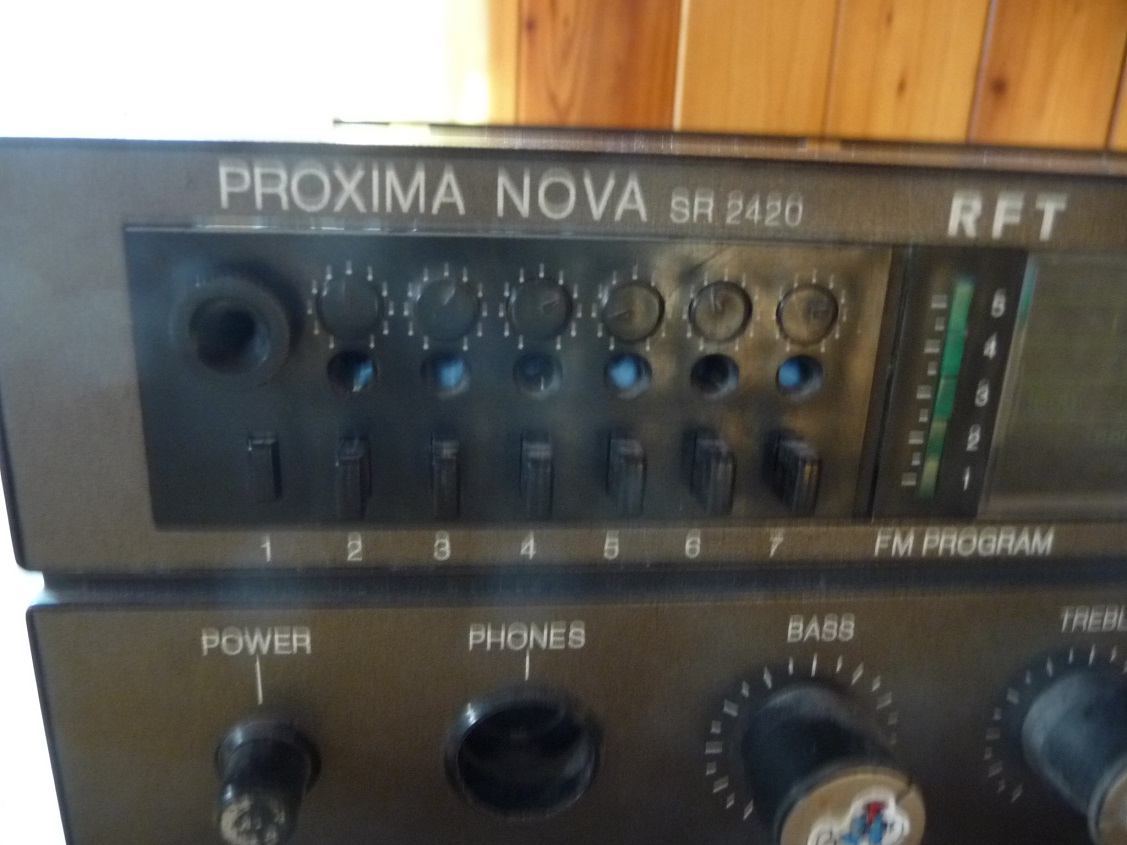 PROXIMA NOVA SR 2420
RFT
5
4
3
2
1
1 2 3 4 5 6 7
FM PROGRAM
POWER PHONES BASS TREBL